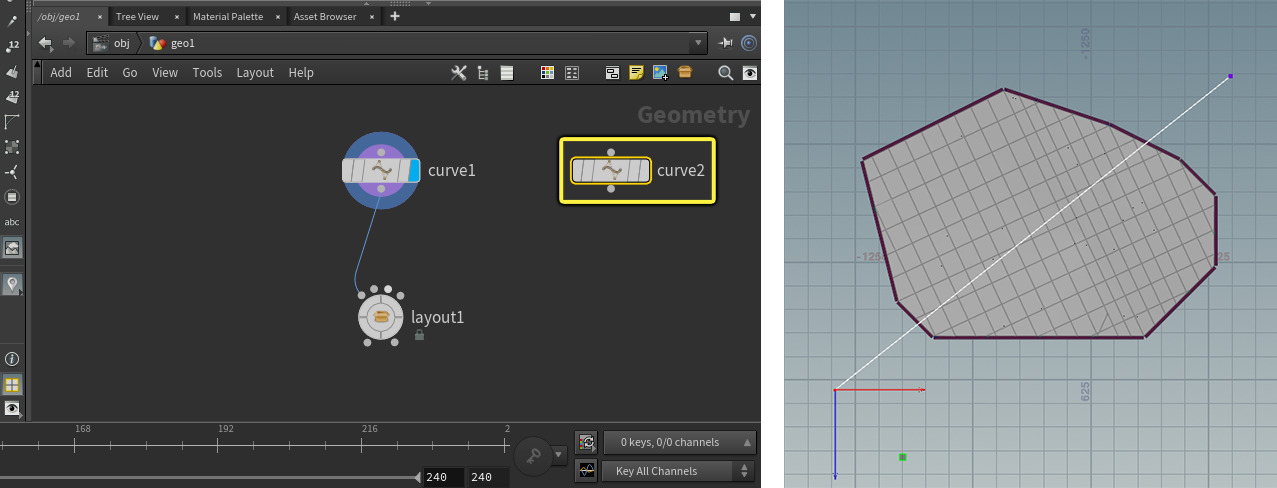 /obj/geo1 × Tree View × Material Palette × Asset Browser × +
obj geo1
Add Edit Go View Tools Layout Help
Geometry
curve1
curve2
layout1
12
12
abc
168 192 216 2
240 240
0 keys, 0/0 channels
Key All Channels
-1250
-125
25
625